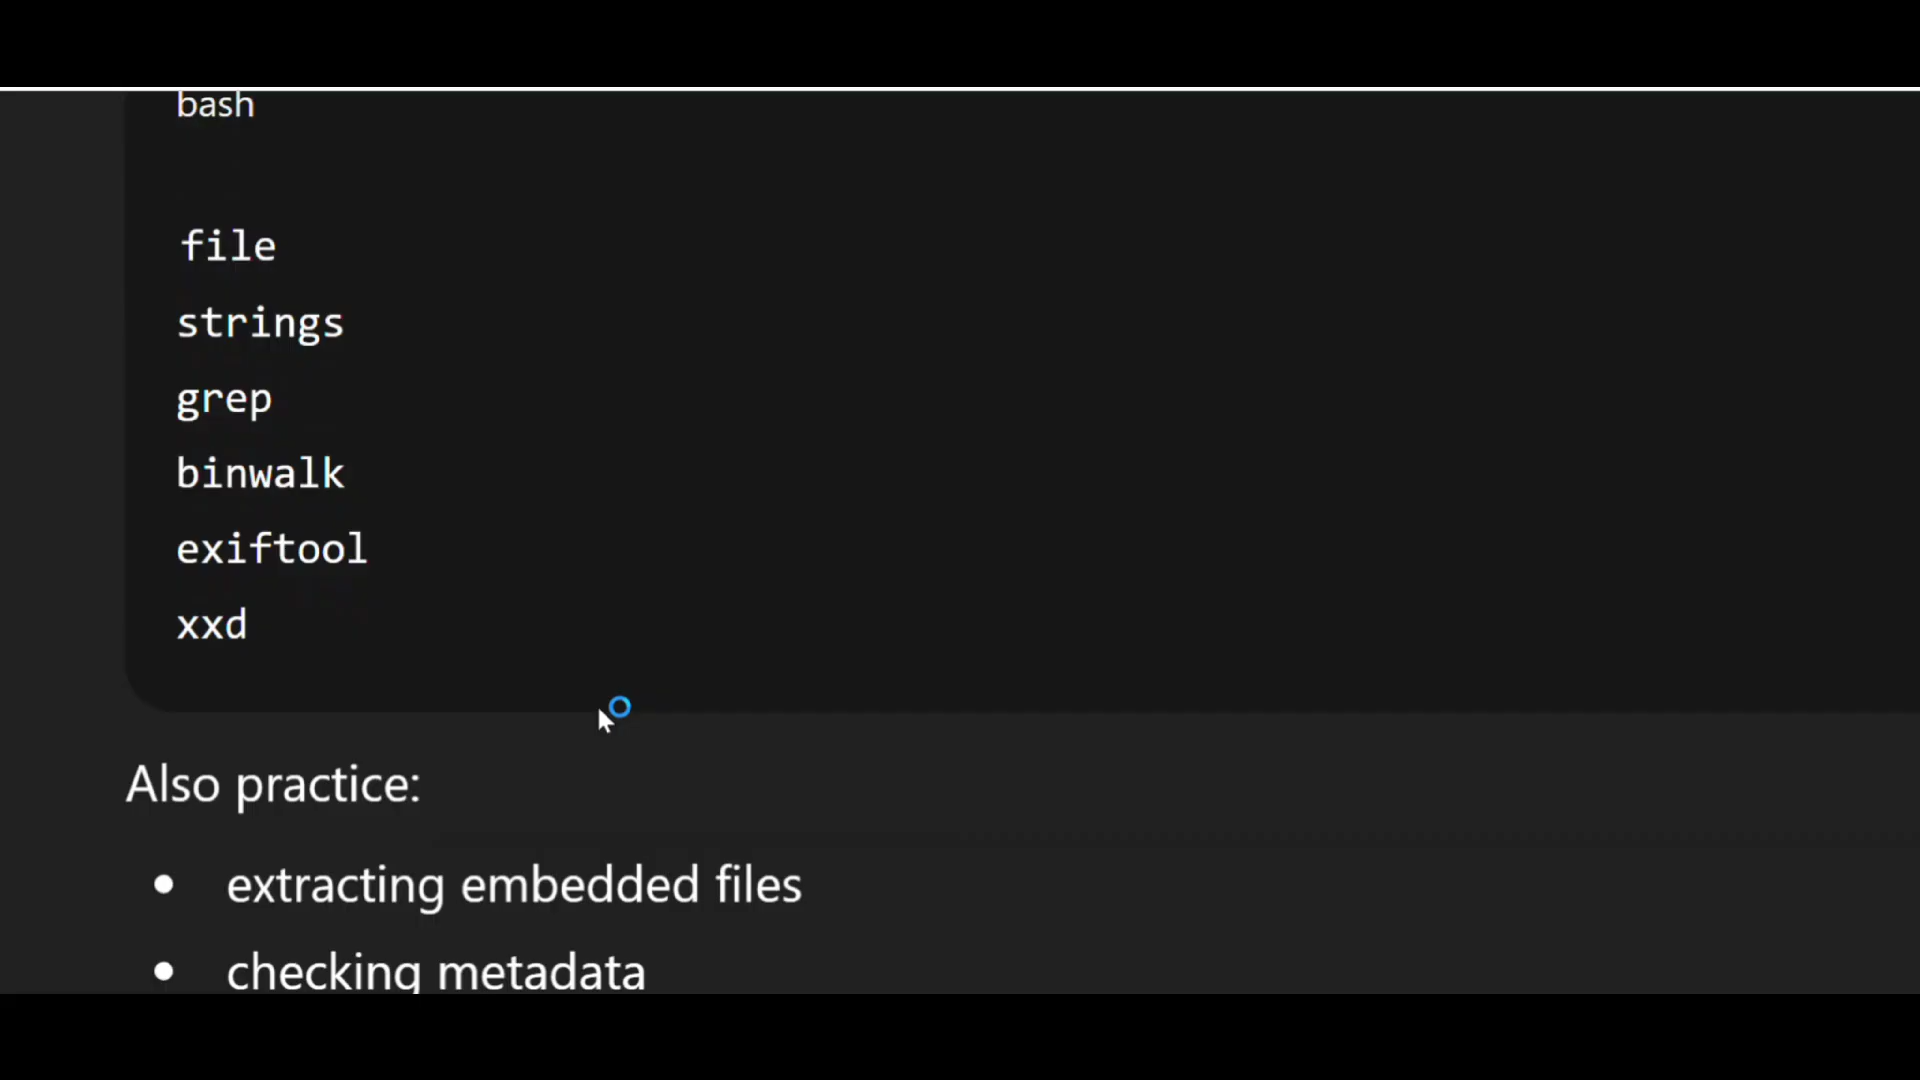 bash
file
strings
grep
binwalk
exiftool
xxd
Also practice:
• extracting embedded files
• checking metadata